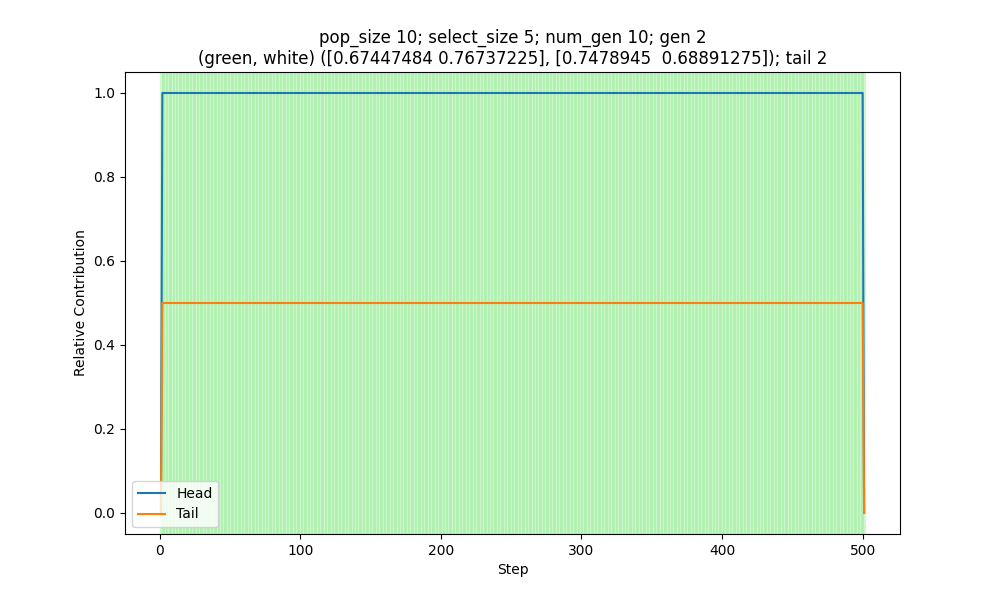 pop_size 10; select_size 5; num_gen 10; gen 2
(green, white) ([0.67447484 0.76737225], [0.7478945  0.68891275]); tail 2
1.0
0.8
0.6
0.4
0.2
0.0
Relative Contribution
Head
Tail
0 100 200 300 400 500
Step